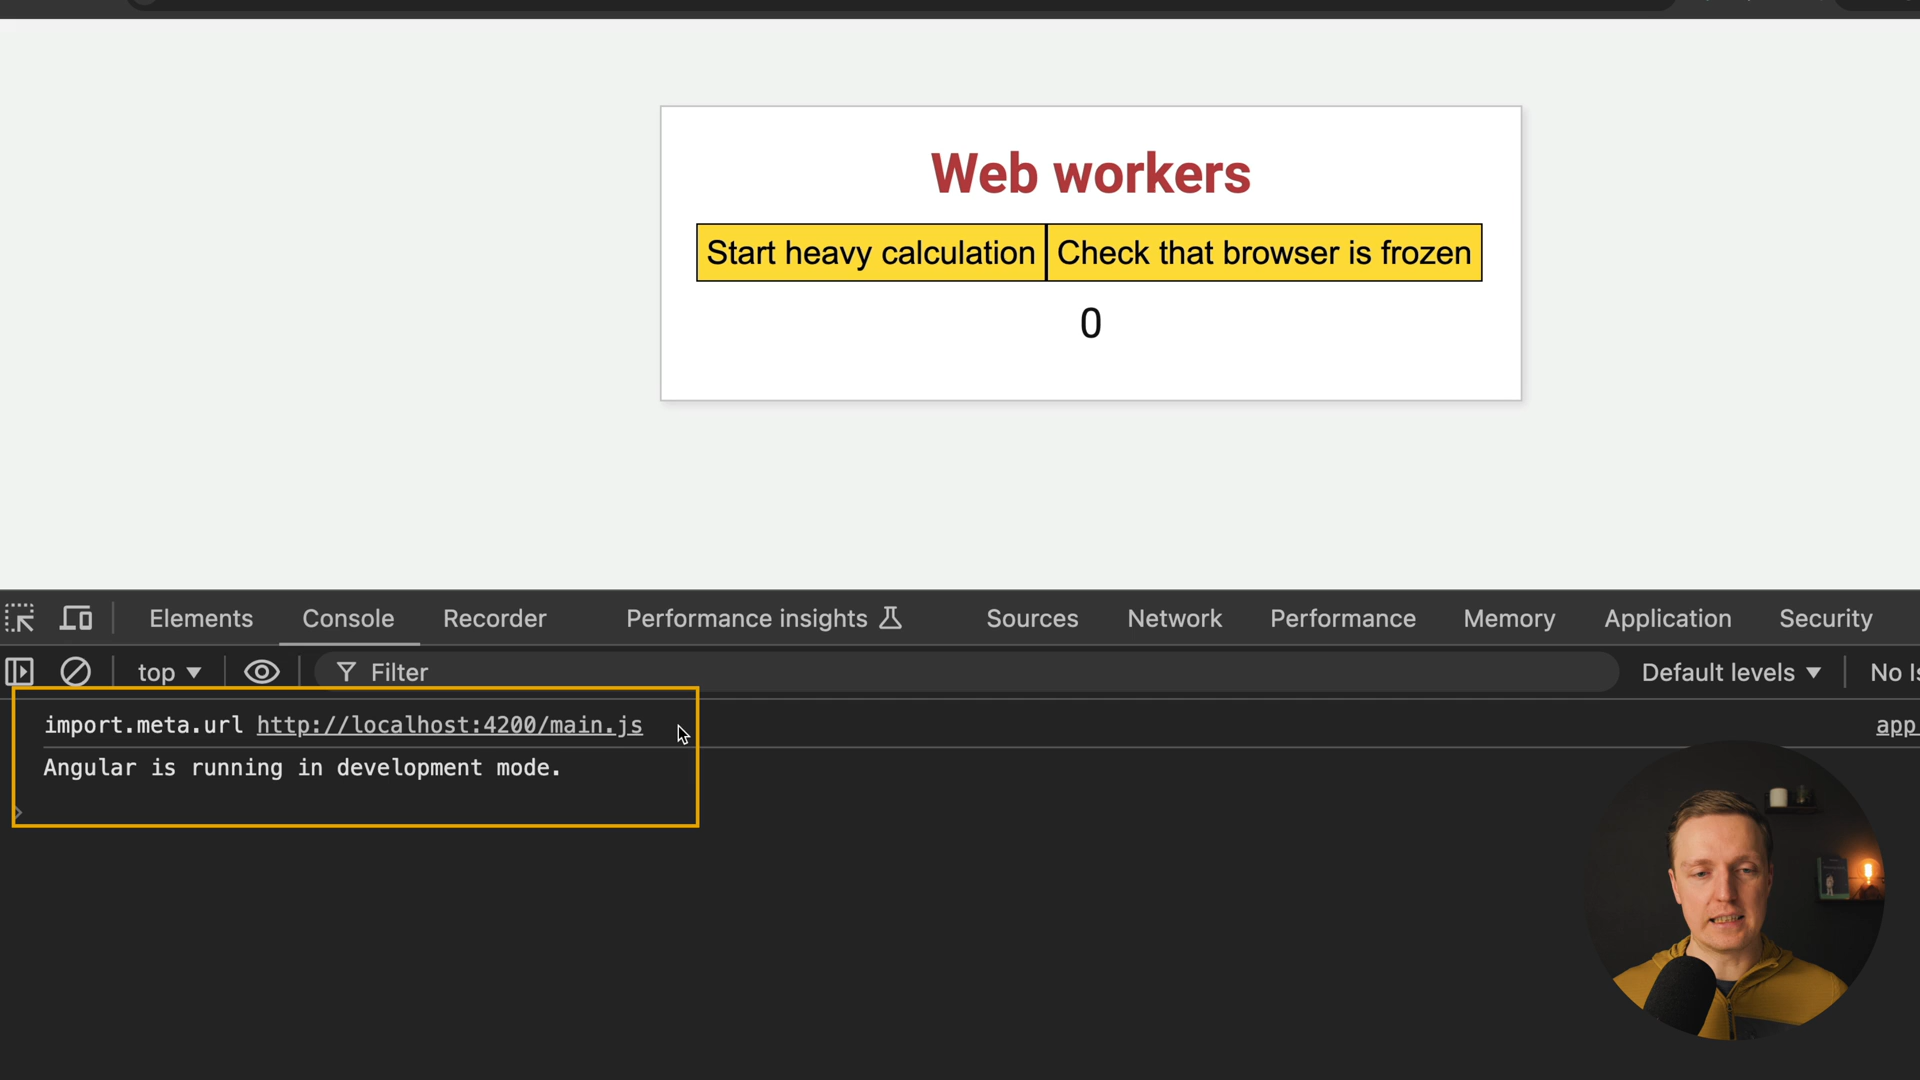 Web workers
Start heavy calculation Check that browser is frozen
0
Elements Console Recorder Performance insights Sources Network Performance Memory Application Security
top Filter Default levels No Is
import.meta.url http://localhost:4200/main.js app
Angular is running in development mode.